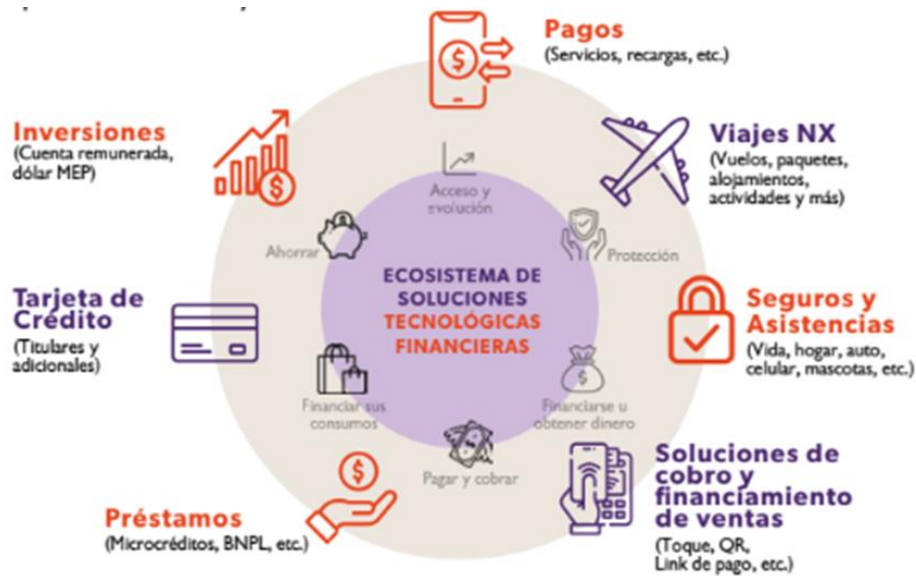 Pagos
(Servicios, recargas, etc.)
Inversiones
(Cuenta remunerada,
dólar MEP)
Viajes NX
(Vuelos, paquetes,
alojamientos,
actividades y más)
Acceso y
evolución
Ahorrar
Protección
ECOSISTEMA DE
SOLUCIONES
TECNOLÓGICAS
FINANCIERAS
Tarjeta de
Crédito
(Titulares y
adicionales)
Seguros y
Asistencias
(Vida, hogar, auto,
celular, mascotas, etc.)
Financiar sus
consumos
Financiarse u
obtener dinero
Pagar y cobrar
Préstamos
(Microcréditos, BNPL, etc.)
Soluciones de
cobro y
financiamiento
de ventas
(Toque, QR,
Link de pago, etc.)